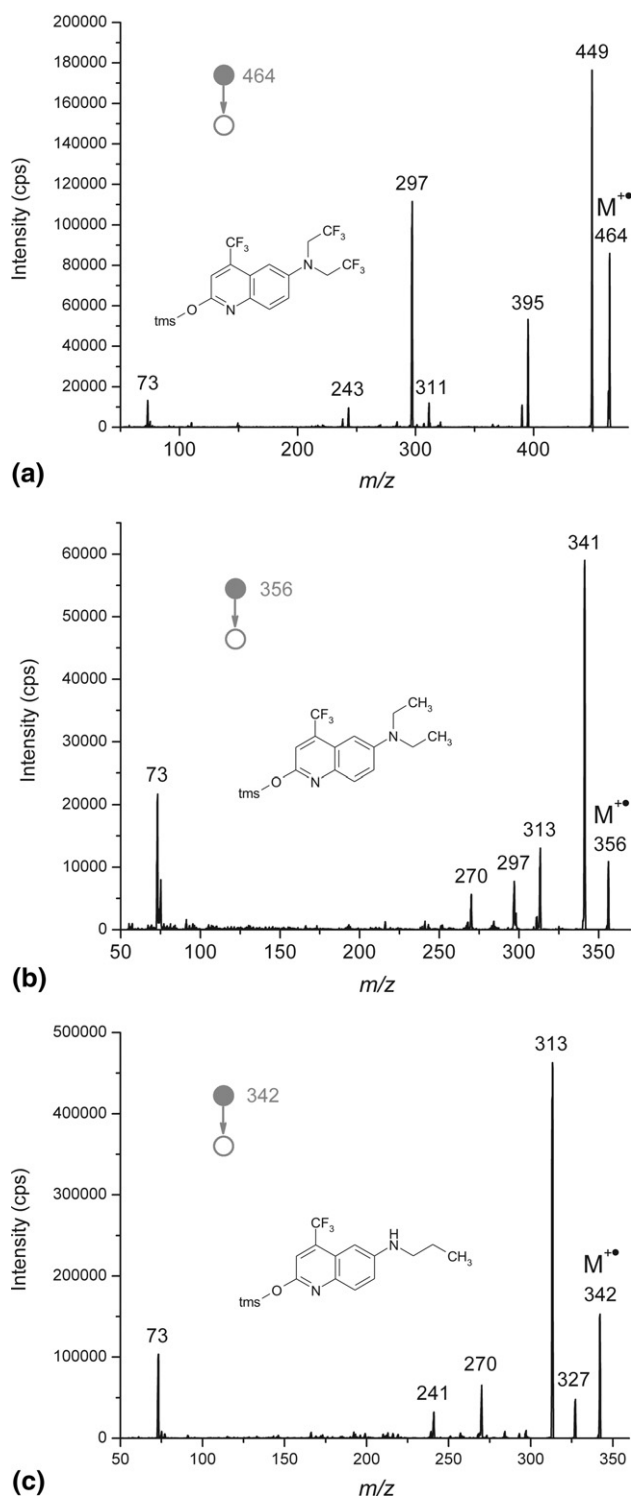 200000
180000
160000
140000
120000
100000
80000
60000
40000
20000
0
Intensity (cps)
464
449
297
M+•
464
395
73
243
311
CF3
CF3
N
CF3
O
N
tms
100
200
300
400
m/z
(a)
60000
50000
40000
30000
20000
10000
0
Intensity (cps)
356
341
CH3
CF3
N
CH3
O
N
tms
73
M+•
356
313
297
270
50
100
150
200
250
300
350
m/z
(b)
500000
400000
300000
200000
100000
0
Intensity (cps)
342
313
CF3
H
N
CH3
O
N
tms
M+•
342
73
327
270
241
50
100
150
200
250
300
350
m/z
(c)